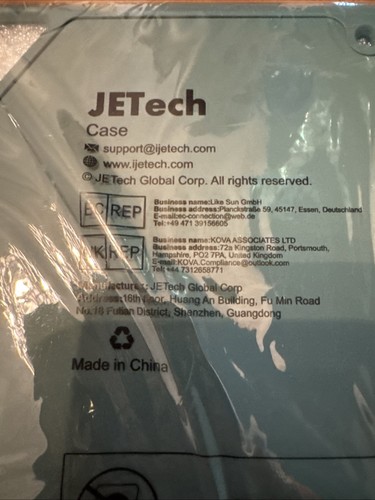 JETech
Case
support@ijetech.com
www.ijetech.com
© JETech Global Corp. All rights reserved.
EC REP
Business name:Like Sun GmbH
Business address:Planckstraße 59, 45147, Essen, Deutschland
E-mail:ec-connection@web.de
Tel:+49 471 39156605
UK REP
Business name:KOVA ASSOCIATES LTD
Business address:72a Kingston Road, Portsmouth,
Hampshire, PO2 7PA, United Kingdom
E-mail:KOVA.Compliance@outlook.com
Tel:+44 7312658771
Manufacturer: JETech Global Corp
Address:16th floor, Huang An Building, Fu Min Road
No.16 Futian District, Shenzhen, Guangdong
Made in China